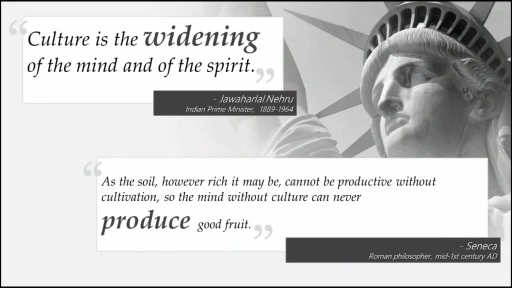 Culture is the widening
of the mind and of the spirit.
- Jawaharlal Nehru
Indian Prime Minister, 1889-1964
As the soil, however rich it may be, cannot be productive without
cultivation, so the mind without culture can never
produce good fruit.
- Seneca
Roman philosopher, mid-1st century AD